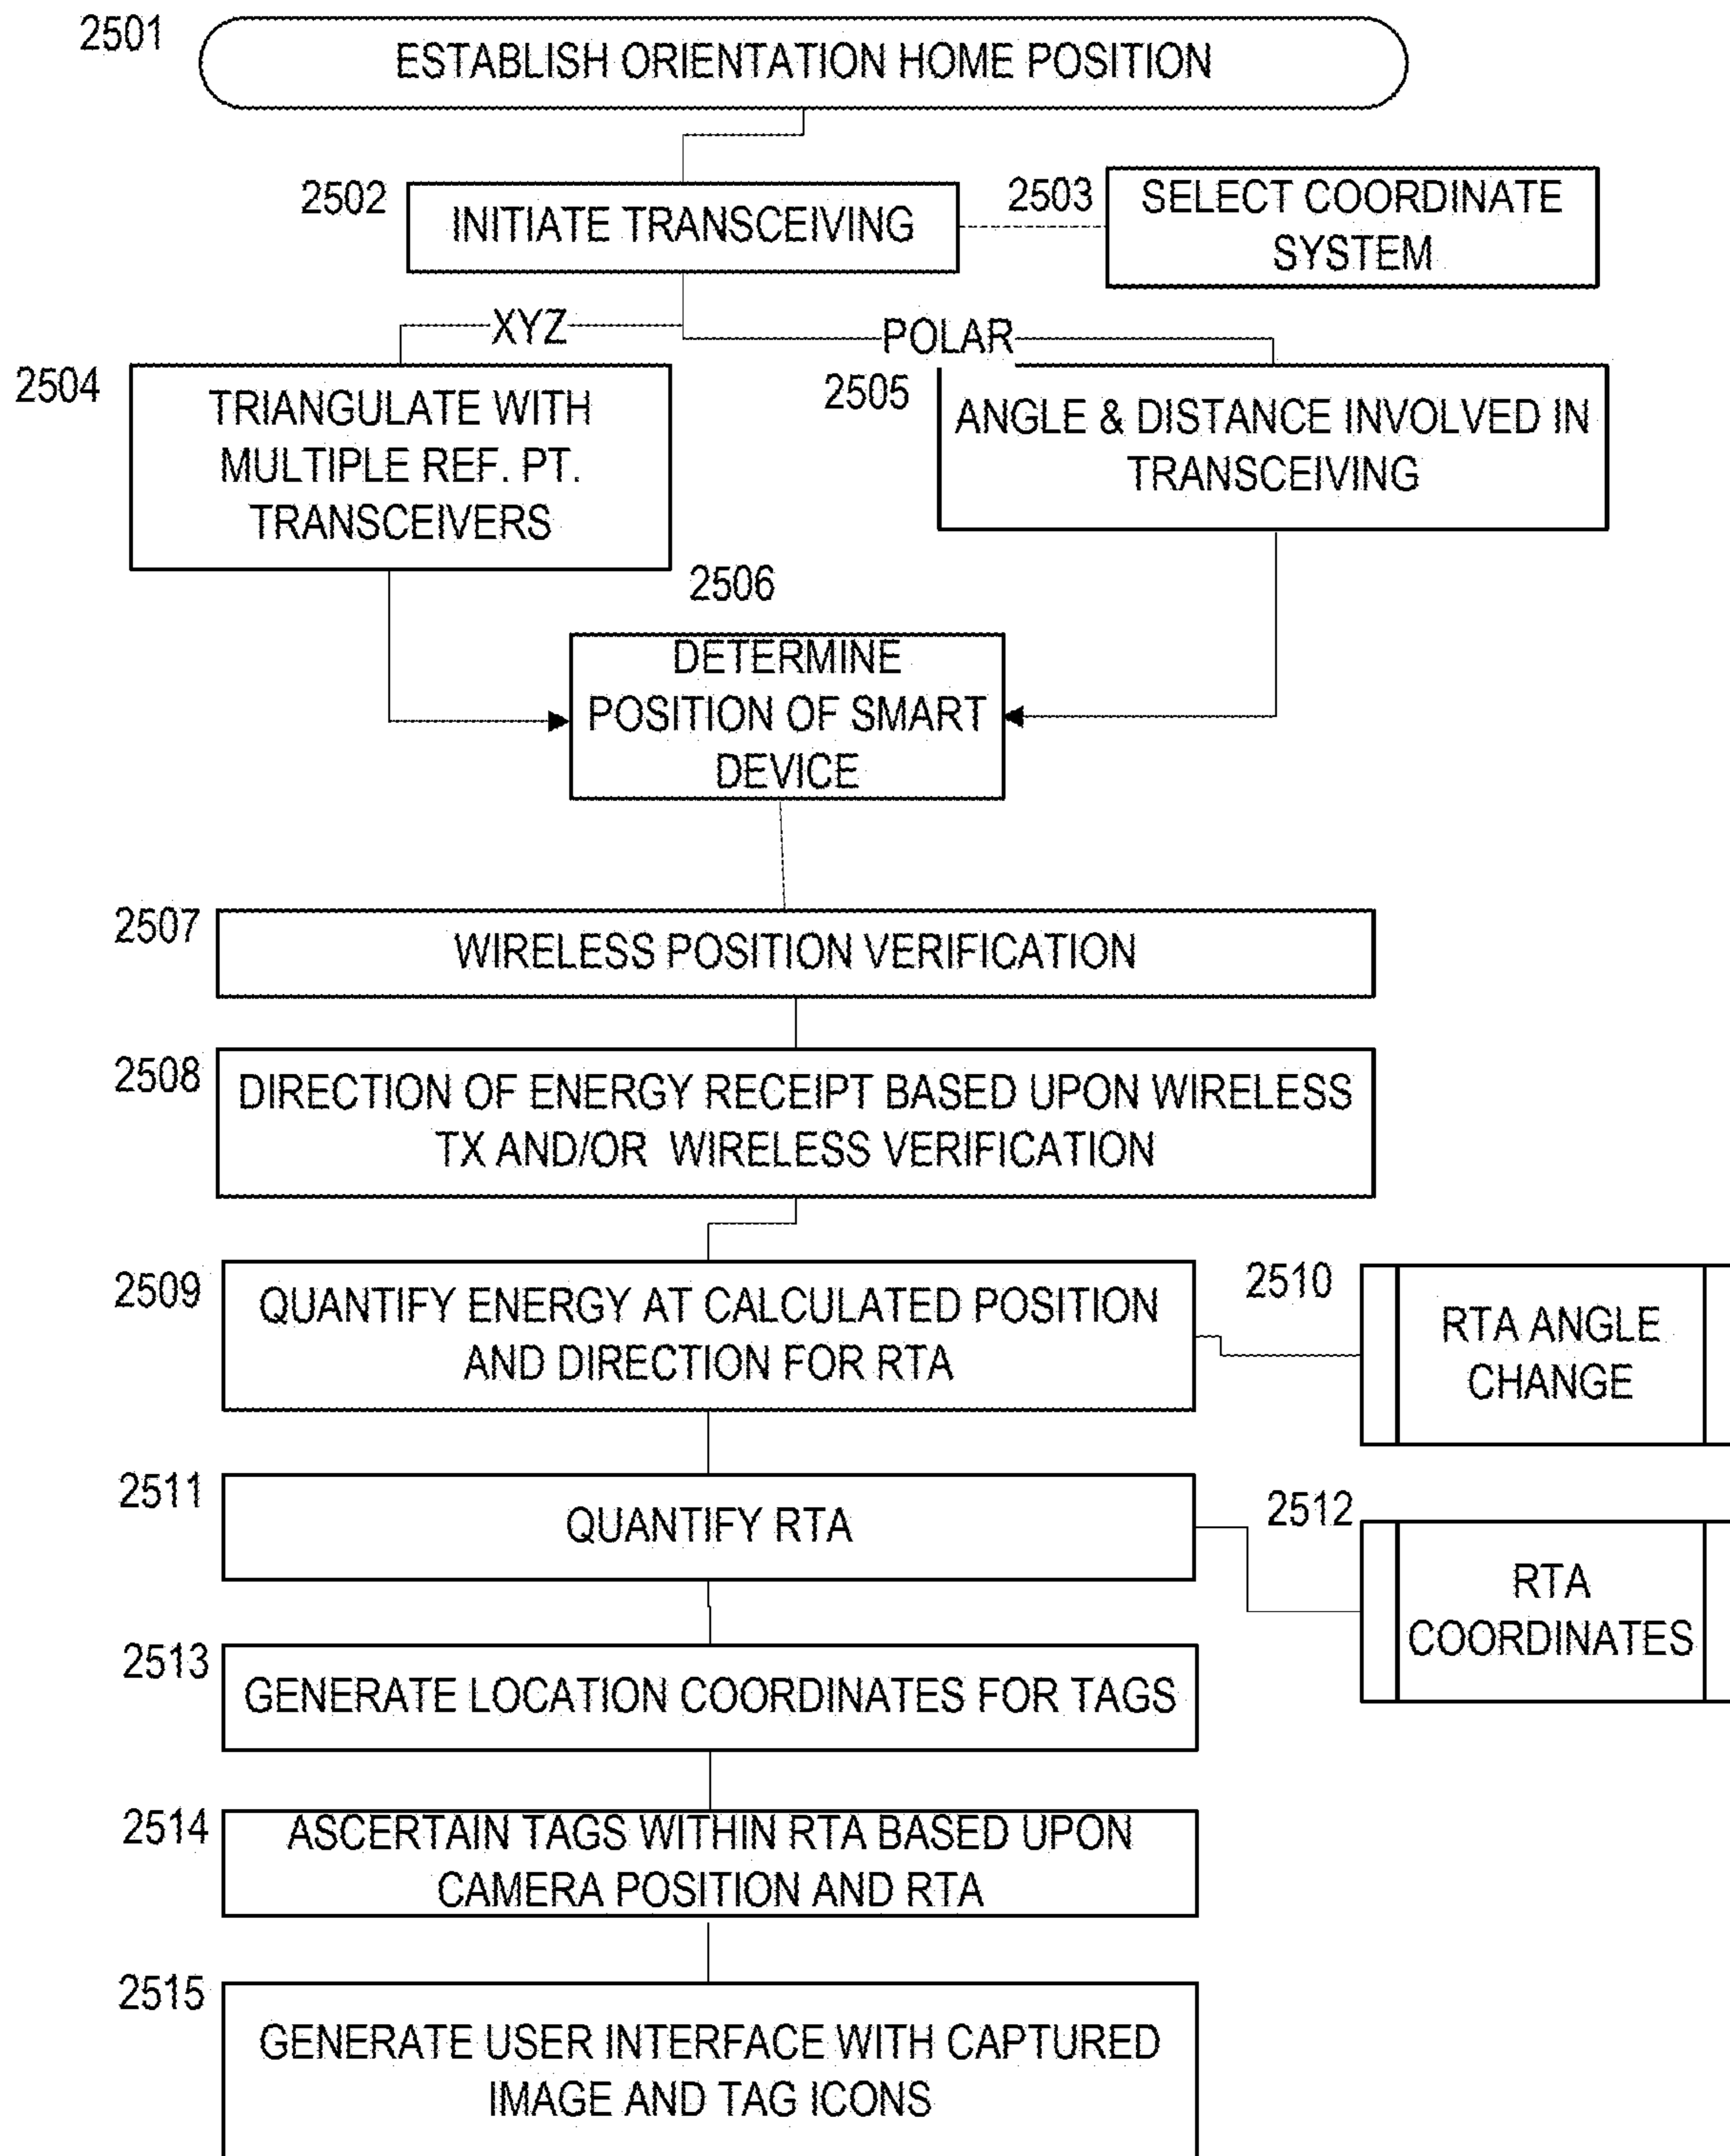 2501
ESTABLISH ORIENTATION HOME POSITION
2502
INITIATE TRANSCEIVING
2503
SELECT COORDINATE
SYSTEM
XYZ
POLAR
2504
TRIANGULATE WITH
MULTIPLE REF. PT.
TRANSCEIVERS
2505
ANGLE & DISTANCE INVOLVED IN
TRANSCEIVING
2506
DETERMINE
POSITION OF SMART
DEVICE
2507
WIRELESS POSITION VERIFICATION
2508
DIRECTION OF ENERGY RECEIPT BASED UPON WIRELESS
TX AND/OR WIRELESS VERIFICATION
2509
QUANTIFY ENERGY AT CALCULATED POSITION
AND DIRECTION FOR RTA
2510
RTA ANGLE
CHANGE
2511
QUANTIFY RTA
2512
RTA
COORDINATES
2513
GENERATE LOCATION COORDINATES FOR TAGS
2514
ASCERTAIN TAGS WITHIN RTA BASED UPON
CAMERA POSITION AND RTA
2515
GENERATE USER INTERFACE WITH CAPTURED
IMAGE AND TAG ICONS